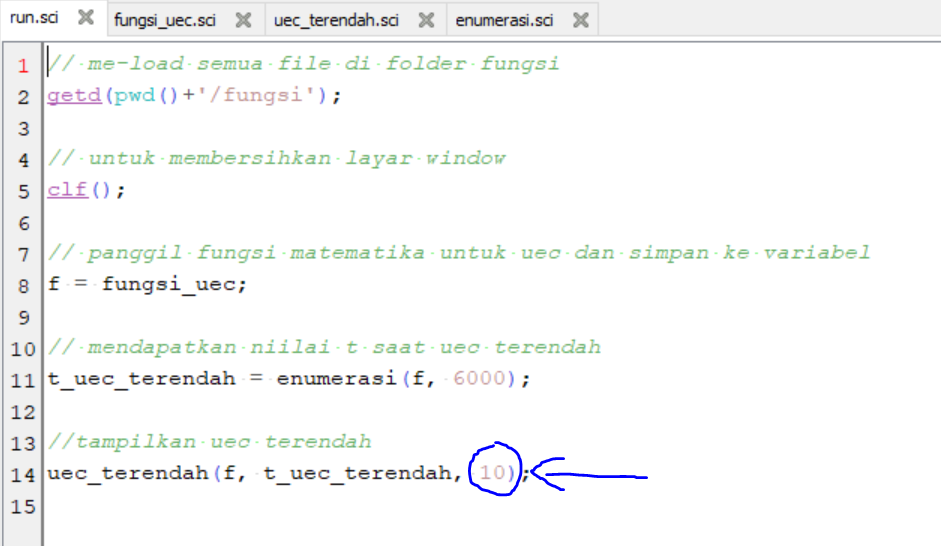 run.sci fungsi_uec.sci uec_terendah.sci enumerasi.sci
1 // me-load semua file di folder fungsi
2 getd(pwd()+'/fungsi');
3
4 // untuk membersihkan layar window
5 clf();
6
7 // panggil fungsi matematika untuk uec dan simpan ke variabel
8 f = fungsi_uec;
9
10 // mendapatkan niilai t saat uec terendah
11 t_uec_terendah = enumerasi(f, 6000);
12
13 //tampilkan uec terendah
14 uec_terendah(f, t_uec_terendah, 10);
15